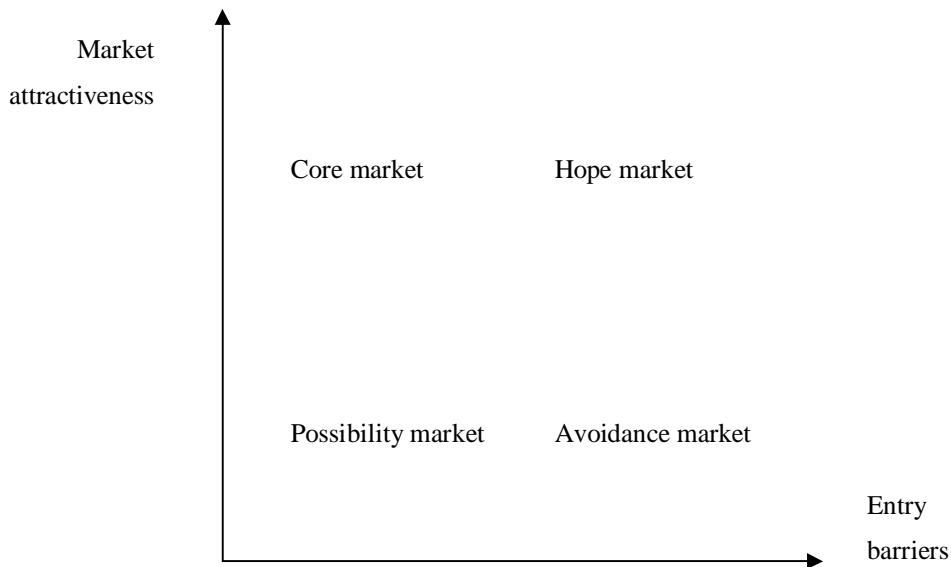 Market
attractiveness
Core market
Hope market
Possibility market
Avoidance market
Entry
barriers